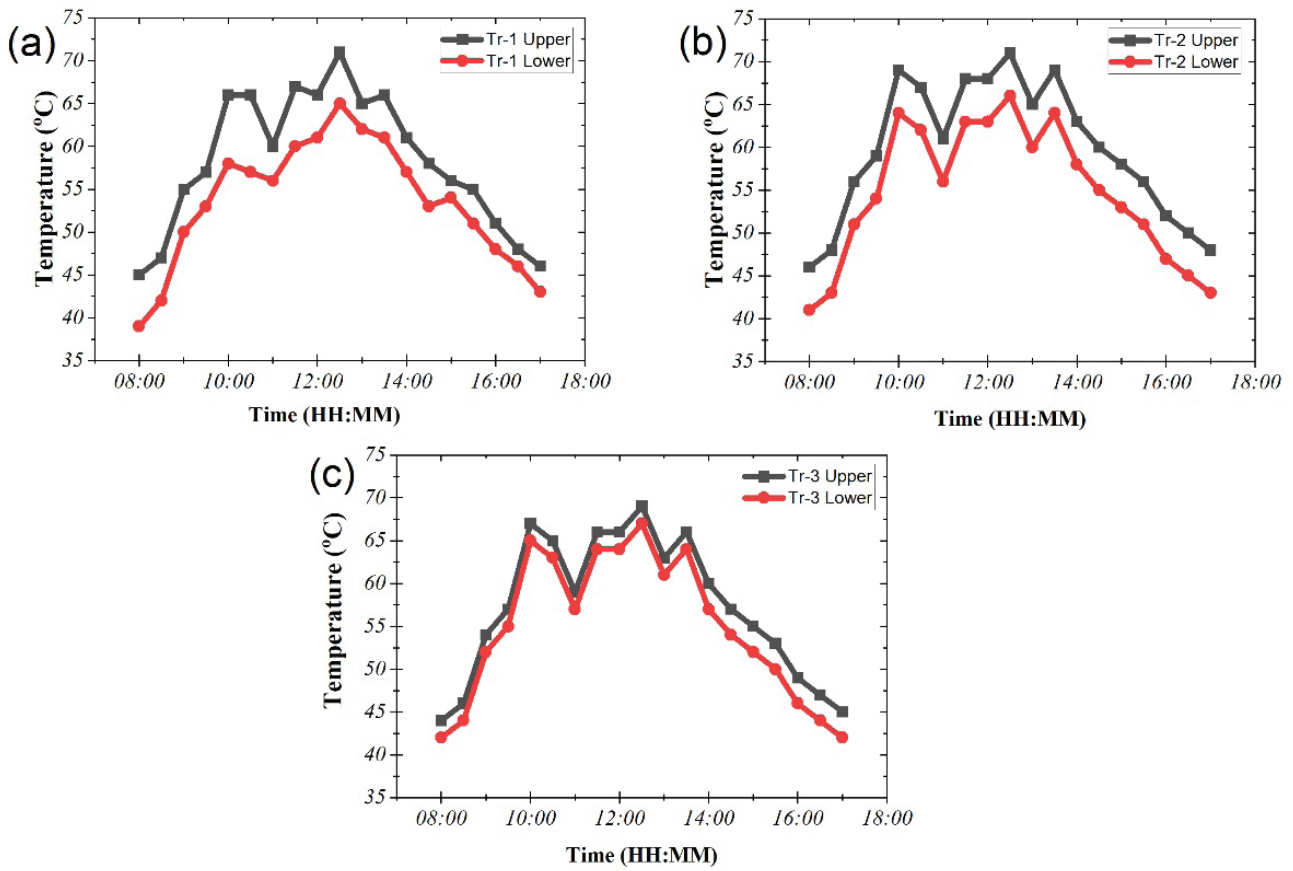 (a)
Tr-1 Upper
Tr-1 Lower
Temperature (°C)
75
70
65
60
55
50
45
40
35
08:00 10:00 12:00 14:00 16:00 18:00
Time (HH:MM)
(b)
Tr-2 Upper
Tr-2 Lower
Temperature (°C)
75
70
65
60
55
50
45
40
35
08:00 10:00 12:00 14:00 16:00 18:00
Time (HH:MM)
(c)
Tr-3 Upper
Tr-3 Lower
Temperature (°C)
75
70
65
60
55
50
45
40
35
08:00 10:00 12:00 14:00 16:00 18:00
Time (HH:MM)